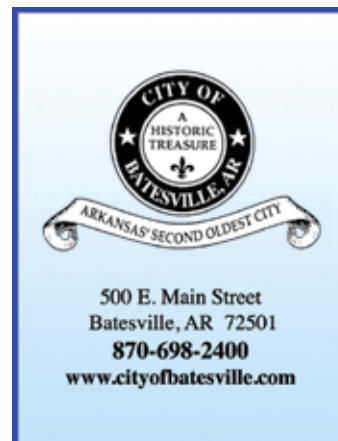 CITY OF
A
HISTORIC
TREASURE
BATESVILLE, AR
ARKANSAS' SECOND OLDEST CITY
500 E. Main Street
Batesville, AR 72501
870-698-2400
www.cityofbatesville.com